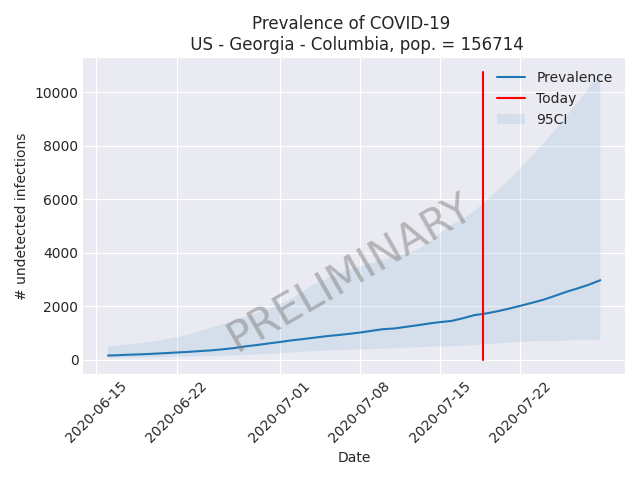 Prevalence of COVID-19
US - Georgia - Columbia, pop. = 156714
Prevalence
Today
95CI
10000
8000
6000
4000
2000
0
# undetected infections
PRELIMINARY
2020-06-15
2020-06-22
2020-07-01
2020-07-08
2020-07-15
2020-07-22
Date